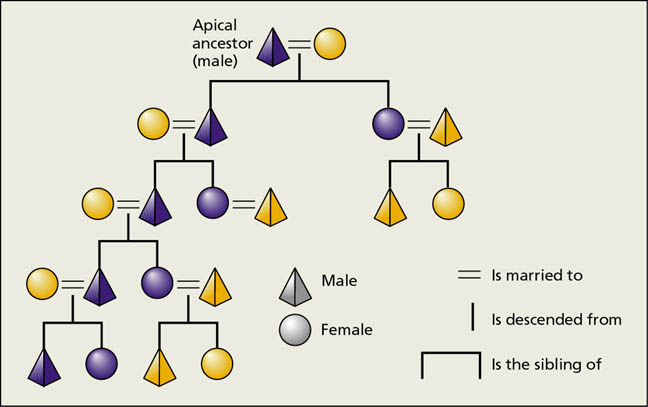 Apical
ancestor
(male)
Male
Female
Is married to
Is descended from
Is the sibling of